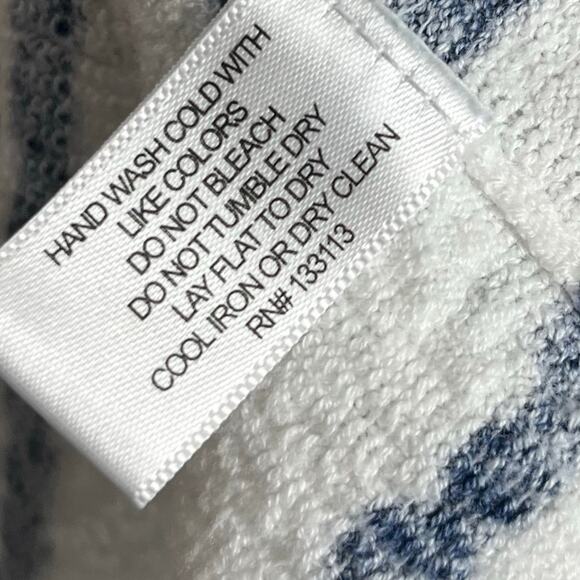 HAND WASH COLD WITH
LIKE COLORS
DO NOT BLEACH
DO NOT TUMBLE DRY
LAY FLAT TO DRY
COOL IRON OR DRY CLEAN
RN# 133113